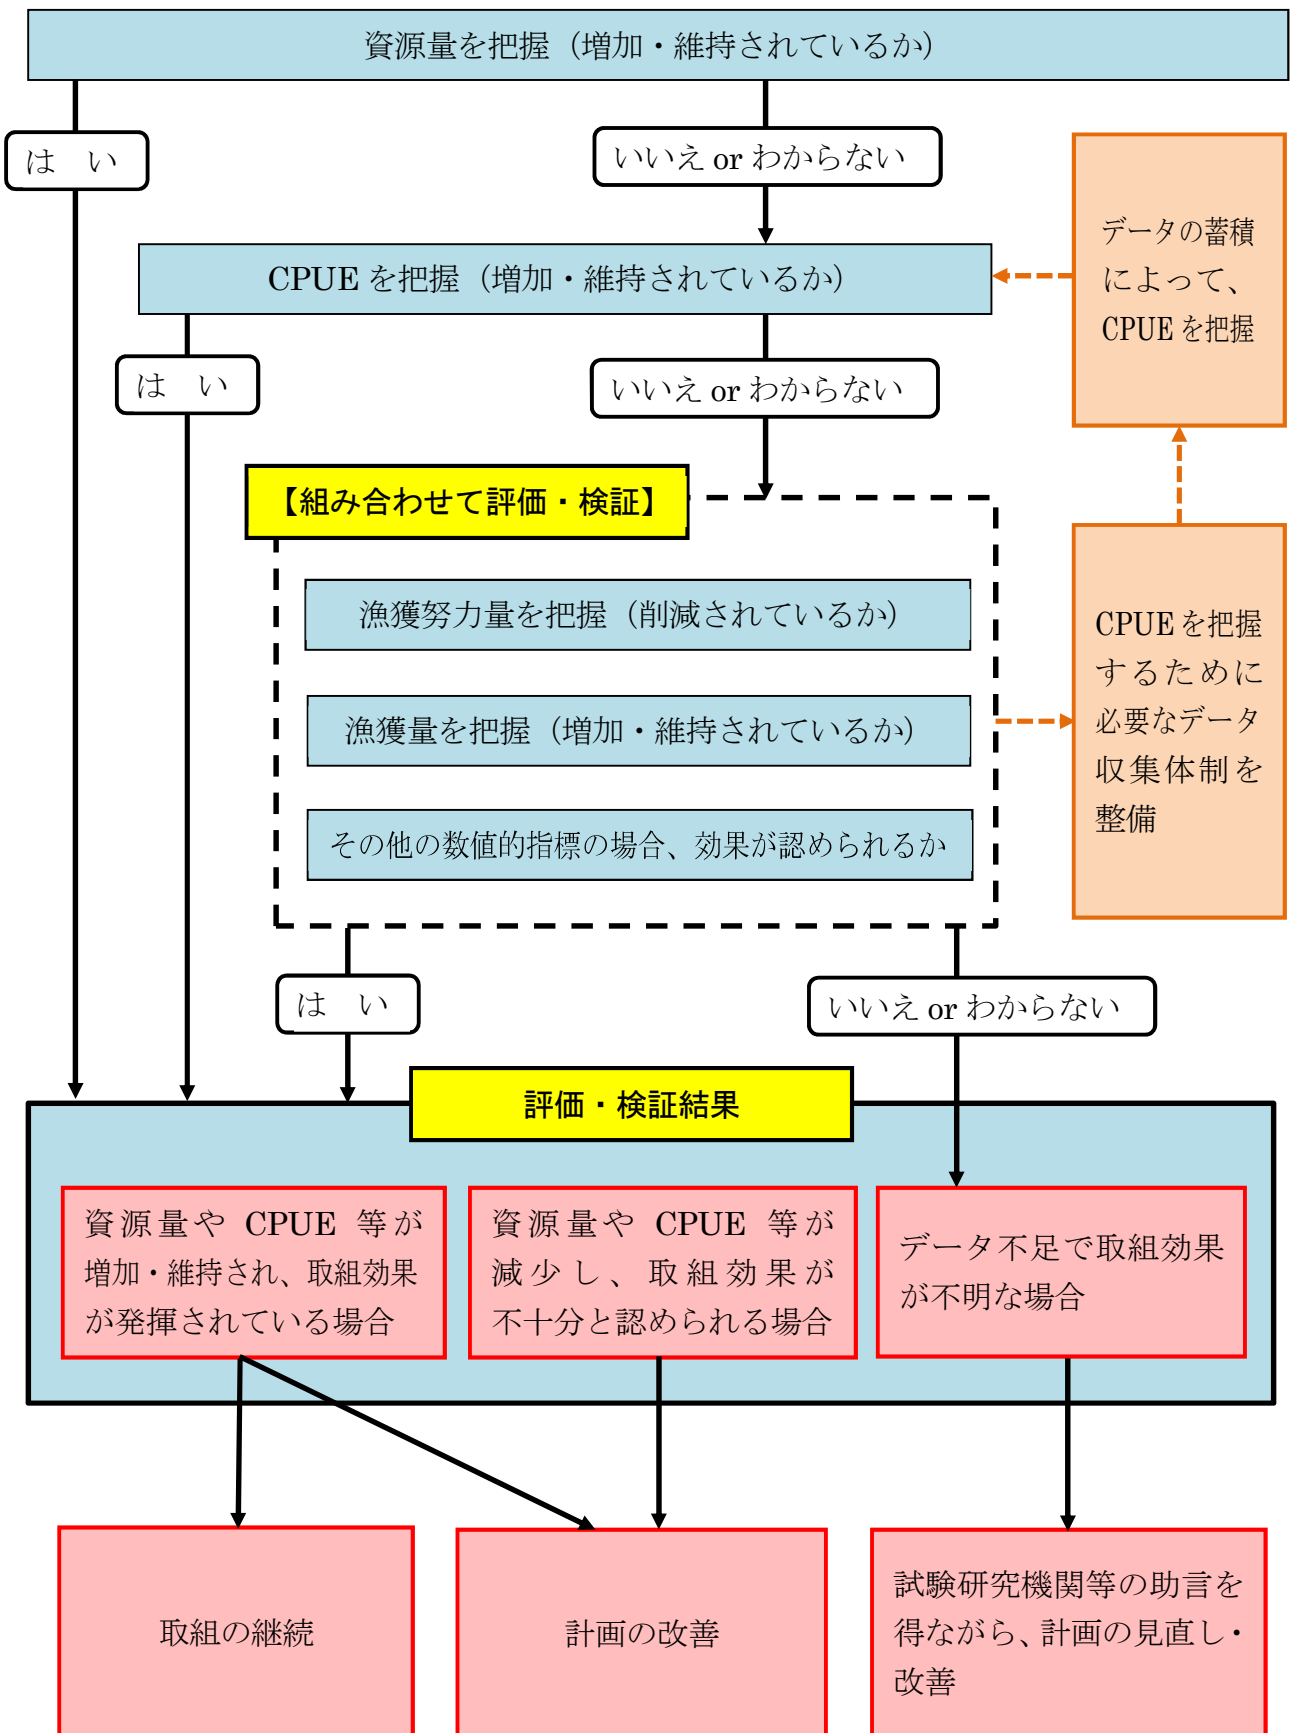 資源量を把握（増加・維持されているか）
は　い
いいえ or わからない
データの蓄積
によって、
CPUE を把握
CPUE を把握（増加・維持されているか）
は　い
いいえ or わからない
【組み合わせて評価・検証】
漁獲努力量を把握（削減されているか）
漁獲量を把握（増加・維持されているか）
その他の数値的指標の場合、効果が認められるか
CPUE を把握
するために
必要なデータ
収集体制を
整備
は　い
いいえ or わからない
評価・検証結果
資源量や CPUE 等が
増加・維持され、取組効果
が発揮されている場合
資源量や CPUE 等が
減少し、取組効果が
不十分と認められる場合
データ不足で取組効果
が不明な場合
取組の継続
計画の改善
試験研究機関等の助言を
得ながら、計画の見直し・
改善